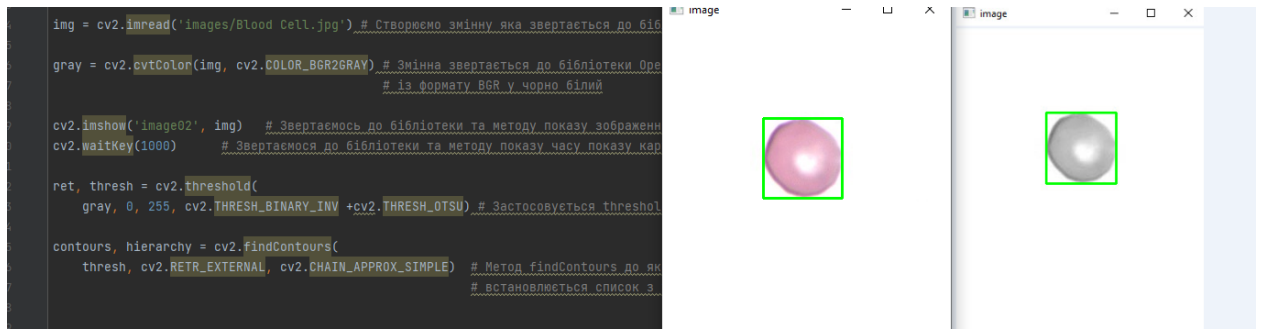 img = cv2.imread('images/Blood Cell.jpg') # Створюємо змінну яка звертається до біб
gray = cv2.cvtColor(img, cv2.COLOR_BGR2GRAY) # Змінна звертається до бібліотеки Ope
# із формату BGR у чорно білий
cv2.imshow('image02', img) # Звертаємось до бібліотеки та методу показу зображенн
cv2.waitKey(1000) # Звертаємося до бібліотеки та методу показу часу показу кар
ret, thresh = cv2.threshold(
gray, 0, 255, cv2.THRESH_BINARY_INV +cv2.THRESH_OTSU) # Застосовується threshol
contours, hierarchy = cv2.findContours(
thresh, cv2.RETR_EXTERNAL, cv2.CHAIN_APPROX_SIMPLE) # Метод findContours до як
# встановлюється список з
image
image